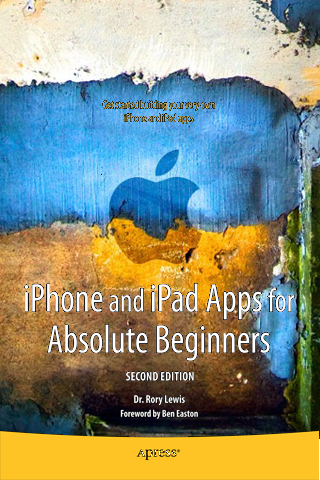 Get started building your very own
iPhone and iPad apps
iPhone and iPad Apps for
Absolute Beginners
SECOND EDITION
Dr. Rory Lewis
Foreword by Ben Easton
Apress®